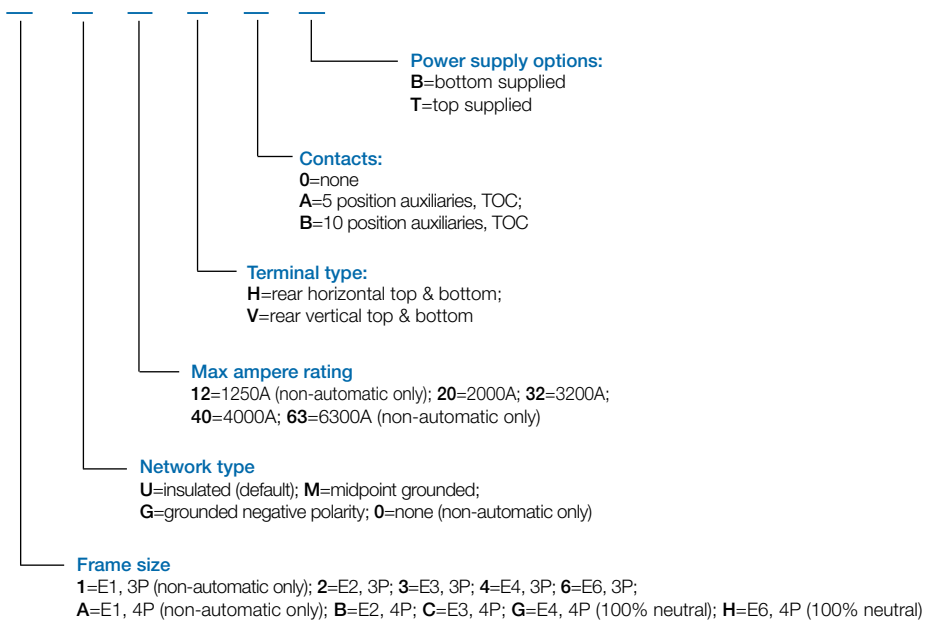 Power supply options:
B=bottom supplied
T=top supplied
Contacts:
0=none
A=5 position auxiliaries, TOC;
B=10 position auxiliaries, TOC
Terminal type:
H=rear horizontal top & bottom;
V=rear vertical top & bottom
Max ampere rating
12=1250A (non-automatic only); 20=2000A; 32=3200A;
40=4000A; 63=6300A (non-automatic only)
Network type
U=insulated (default); M=midpoint grounded;
G=grounded negative polarity; 0=none (non-automatic only)
Frame size
1=E1, 3P (non-automatic only); 2=E2, 3P; 3=E3, 3P; 4=E4, 3P; 6=E6, 3P;
A=E1, 4P (non-automatic only); B=E2, 4P; C=E3, 4P; G=E4, 4P (100% neutral); H=E6, 4P (100% neutral)